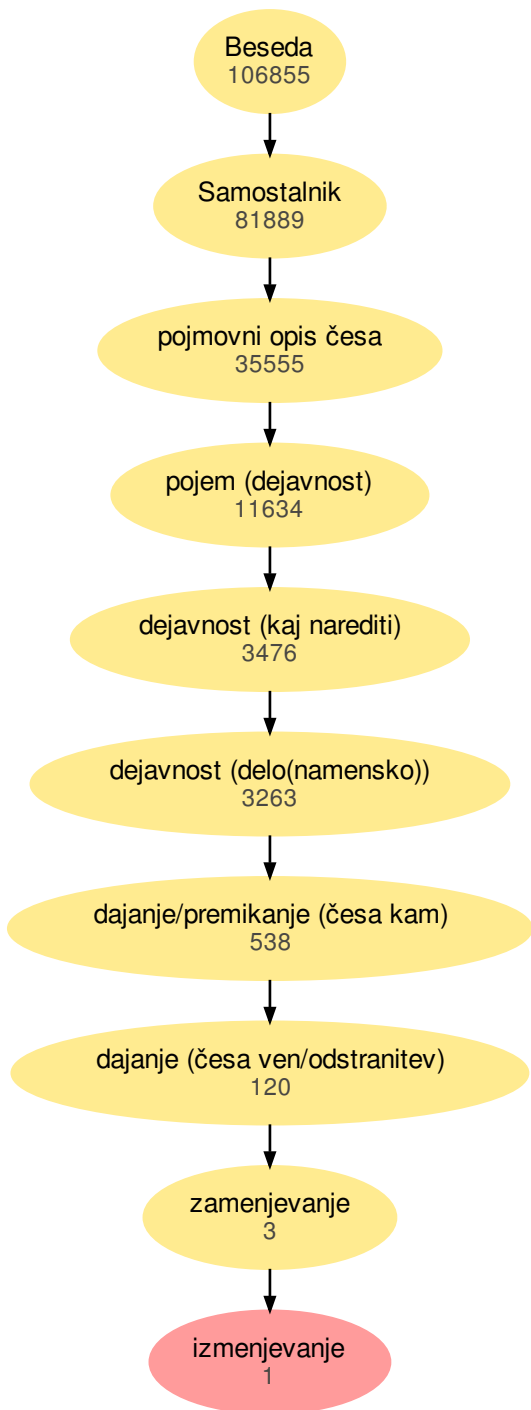 Beseda
106855
Samostalnik
81889
pojmovni opis česa
35555
pojem (dejavnost)
11634
dejavnost (kaj narediti)
3476
dejavnost (delo(namensko))
3263
dajanje/premikanje (česa kam)
538
dajanje (česa ven/odstranitev)
120
zamenjevanje
3
izmenjevanje
1